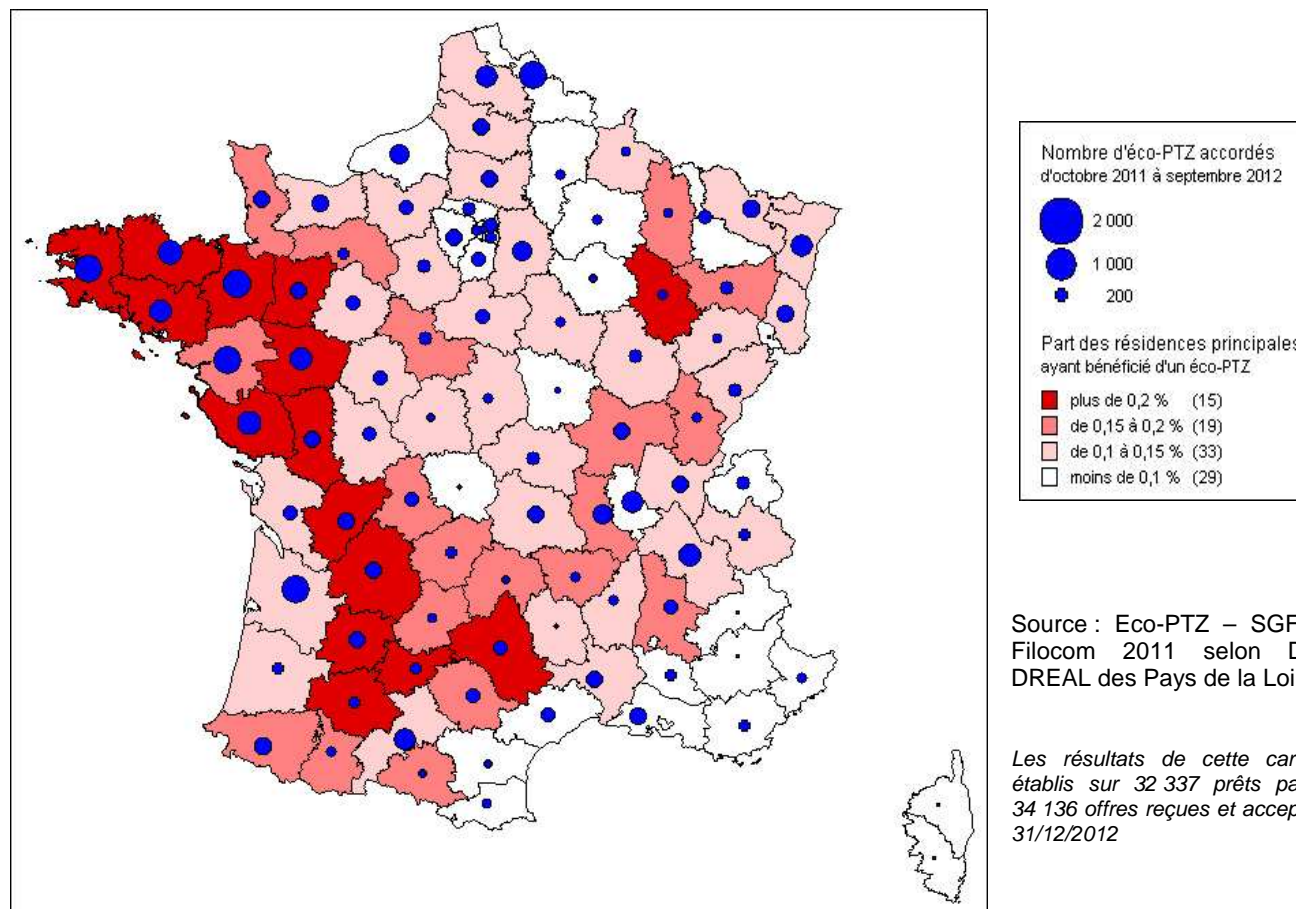 Nombre d'éco-PTZ accordés
d'octobre 2011 à septembre 2012
2 000
1 000
200
Part des résidences principales
ayant bénéficié d'un éco-PTZ
plus de 0,2 % (15)
de 0,15 à 0,2 % (19)
de 0,1 à 0,15 % (33)
moins de 0,1 % (29)
Source : Eco-PTZ – SGF
Filocom 2011 selon D
DREAL des Pays de la Loi
Les résultats de cette car
établis sur 32 337 prêts pa
34 136 offres reçues et accep
31/12/2012